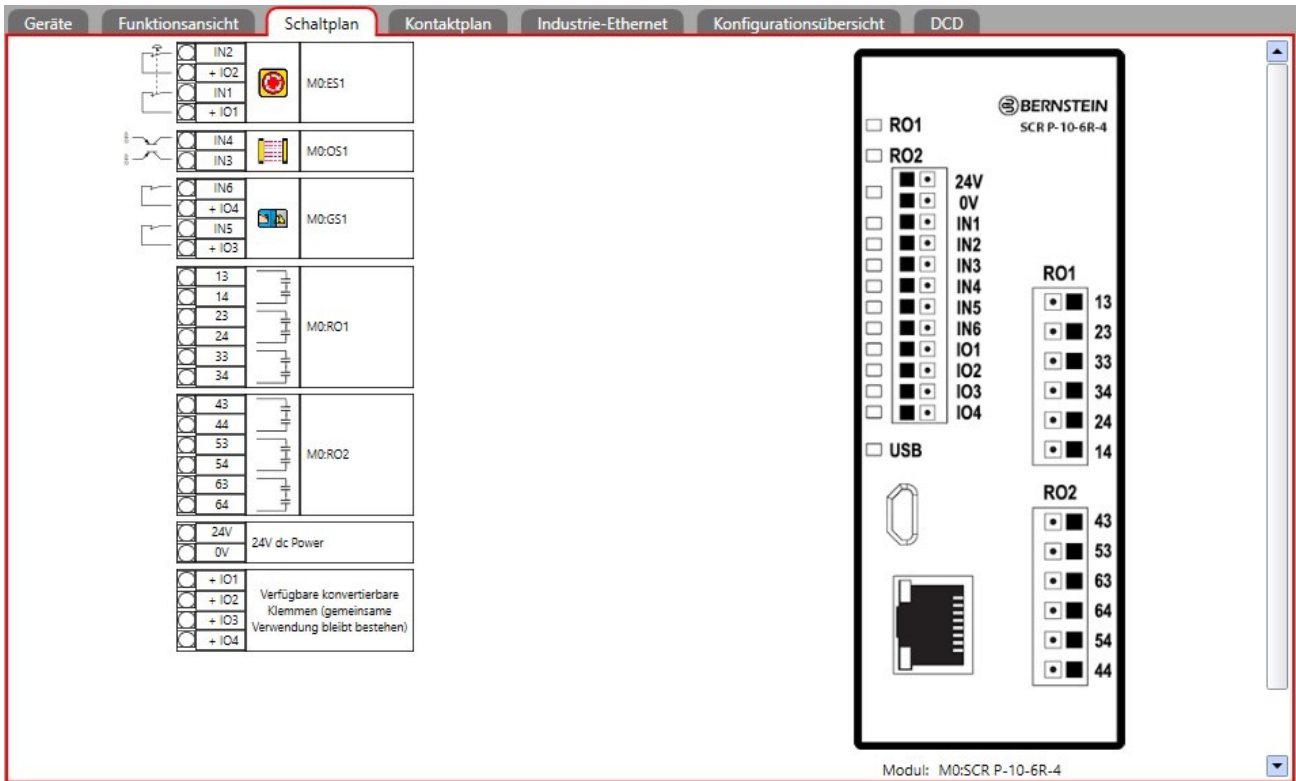 Geräte Funktionsansicht Schaltplan Kontaktplan Industrie-Ethernet Konfigurationsübersicht DCD
IN2
+ IO2
IN1
+ IO1
M0:ES1
IN4
IN3
M0:OS1
IN6
+ IO4
IN5
+ IO3
M0:GS1
13
14
23
24
33
34
M0:RO1
43
44
53
54
63
64
M0:RO2
24V
0V
24V dc Power
+ IO1
+ IO2
+ IO3
+ IO4
Verfügbare konvertierbare
Klemmen (gemeinsame
Verwendung bleibt bestehen)
BERNSTEIN
SCR P-10-6R-4
RO1
RO2
24V
0V
IN1
IN2
IN3
IN4
IN5
IN6
IO1
IO2
IO3
IO4
USB
RO1
13
23
33
34
24
14
RO2
43
53
63
64
54
44
Modul: M0:SCR P-10-6R-4